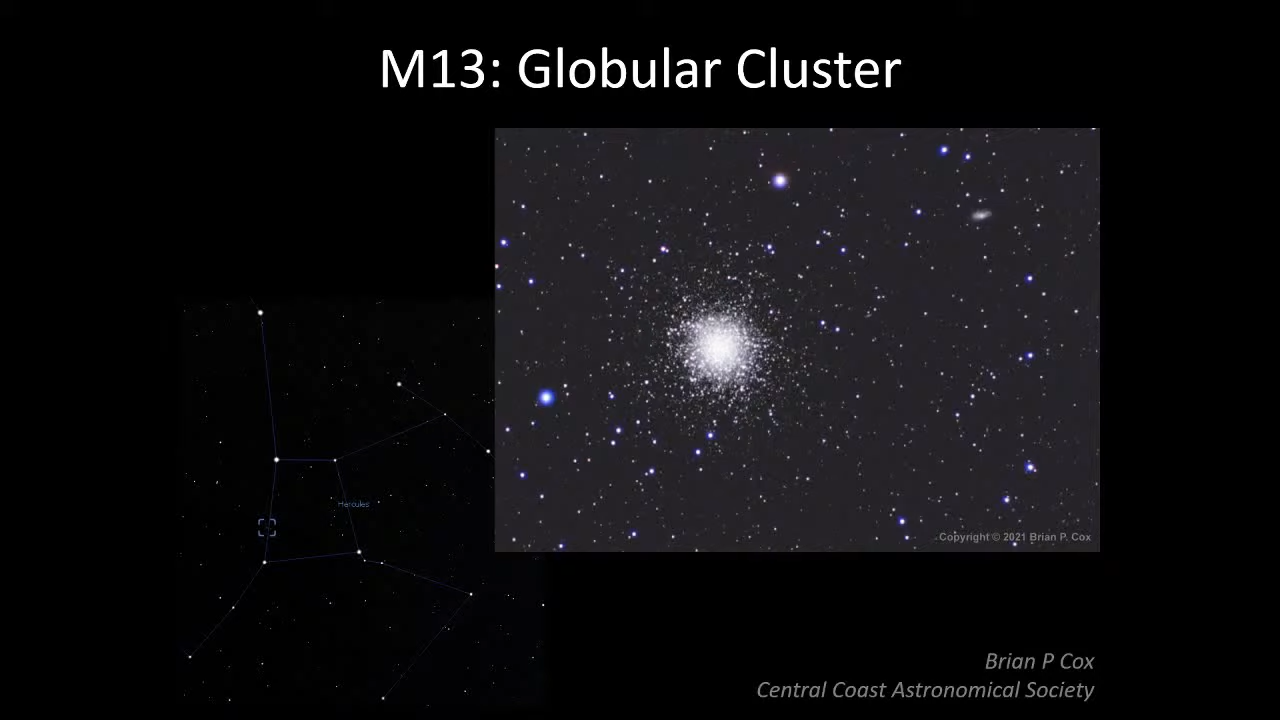 M13: Globular Cluster
Hercules
Copyright © 2021 Brian P. Cox
Brian P Cox
Central Coast Astronomical Society